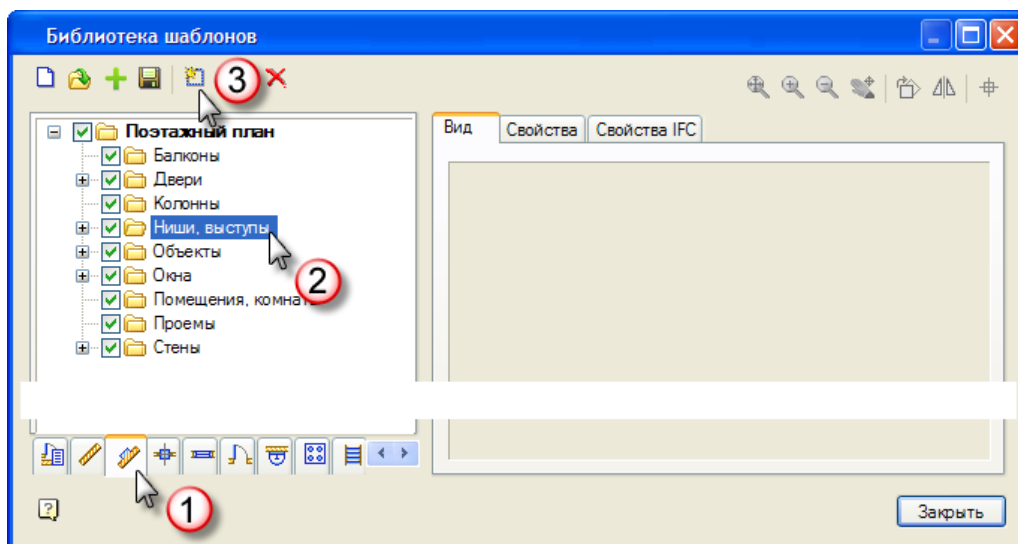 Библиотека шаблонов
3
Вид Свойства Свойства IFC
Поэтажный план
Балконы
Двери
Колонны
Ниши, выступы
Объекты
Окна
2
Помещения, комнаты
Проемы
Стены
1
?
Закрыть